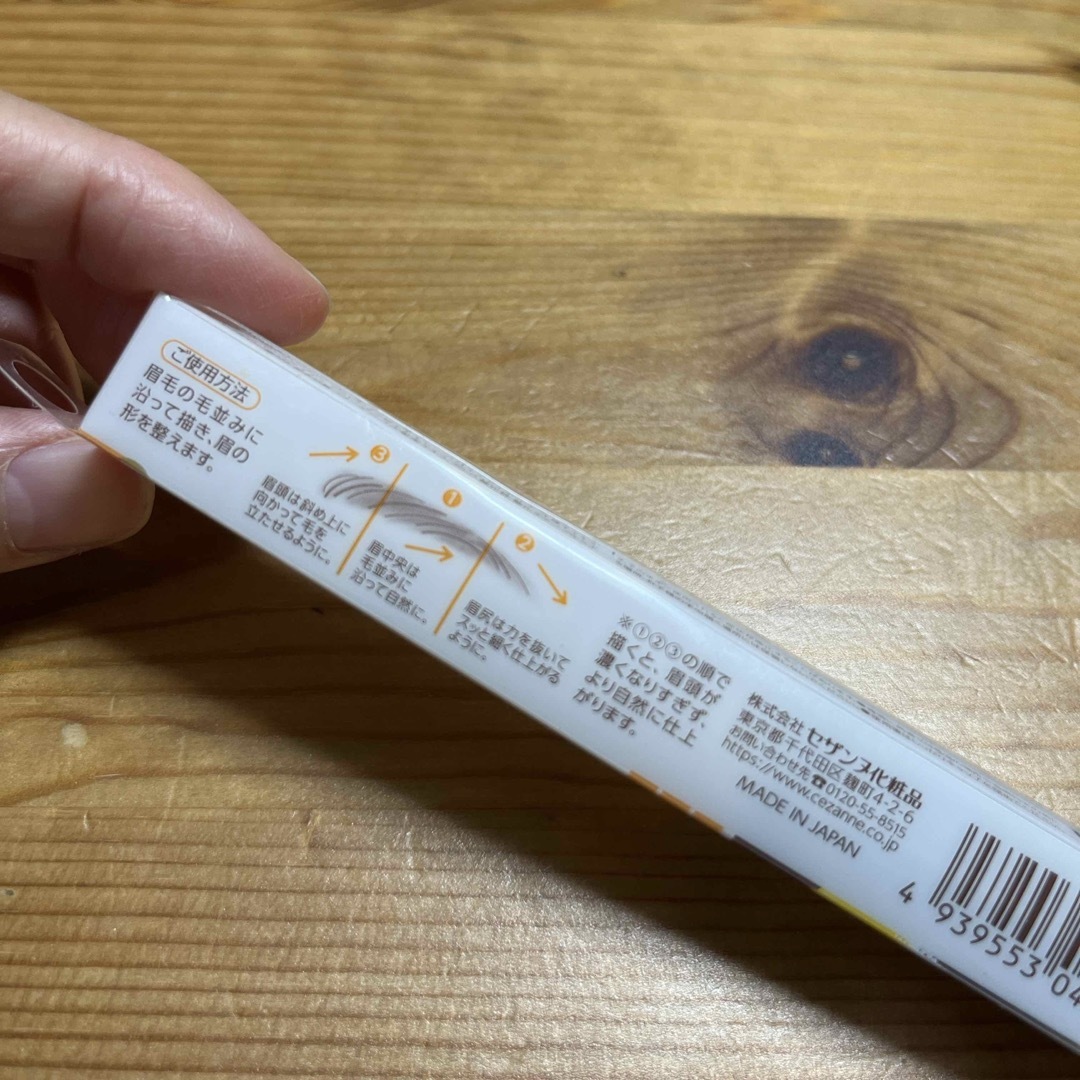 ご使用方法
眉毛の毛並みに
沿って描き、眉の
形を整えます。
③
眉頭は斜め上に
向かって毛を
立たせるように。
①
眉中央は
毛並みに
沿って自然に。
②
眉尻は力を抜いて
スッと細く仕上がる
ように。
※①②③の順で
描くと、眉頭が
濃くなりすぎず、
より自然に仕上
がります。
株式会社 セザンヌ化粧品
東京都千代田区麹町4-2-6
お問い合わせ先☎0120-55-8515
https://www.cezanne.co.jp
MADE IN JAPAN
4 939553 04